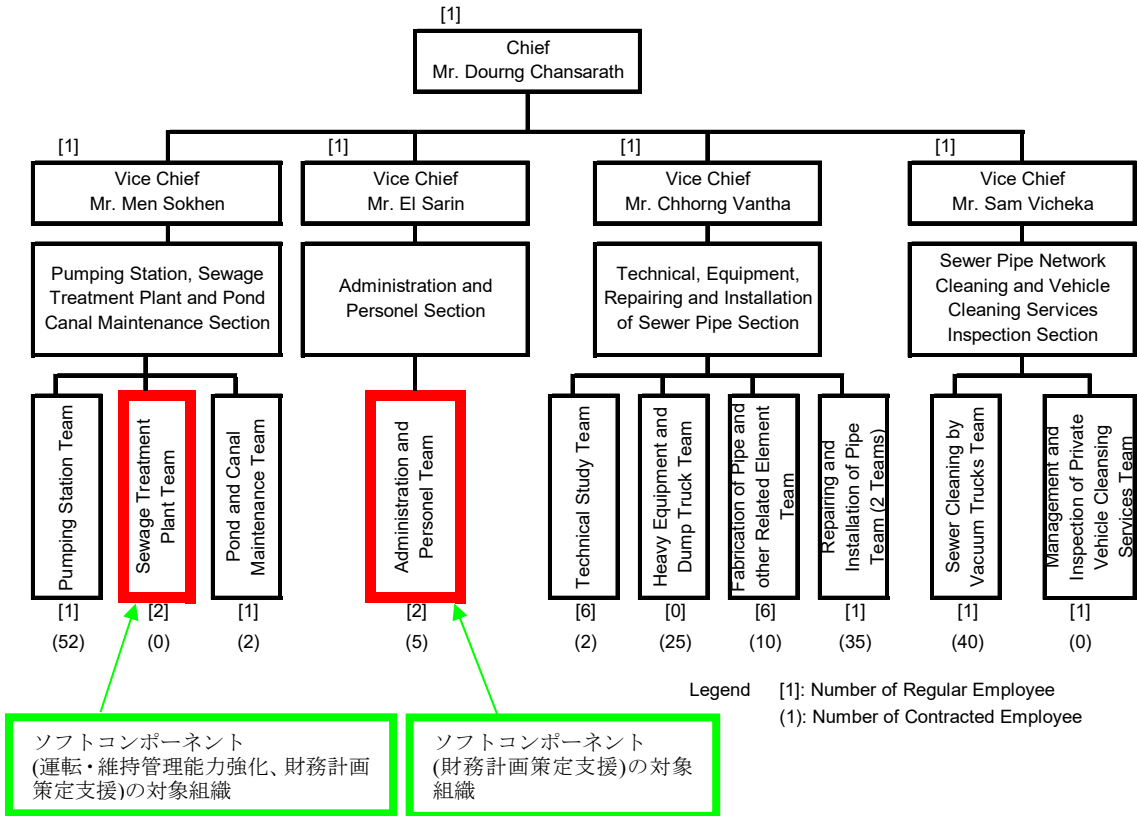 [1]
Chief
Mr. Dourng Chansarath
[1]
Vice Chief
Mr. Men Sokhen
[1]
Vice Chief
Mr. El Sarin
[1]
Vice Chief
Mr. Chhorng Vantha
[1]
Vice Chief
Mr. Sam Vicheka
Pumping Station, Sewage
Treatment Plant and Pond
Canal Maintenance Section
Administration and
Personel Section
Technical, Equipment,
Repairing and Installation
of Sewer Pipe Section
Sewer Pipe Network
Cleaning and Vehicle
Cleaning Services
Inspection Section
Pumping Station Team
Sewage Treatment
Plant Team
Pond and Canal
Maintenance Team
Administration and
Personel Team
Technical Study Team
Heavy Equipment and
Dump Truck Team
Fabrication of Pipe and
other Related Element
Team
Repairing and
Installation of Pipe
Team (2 Teams)
Sewer Cleaning by
Vacuum Trucks Team
Management and
Inspection of Private
Vehicle Cleansing
Services Team
[1]
[2]
[1]
[2]
[6]
[0]
[6]
[1]
[1]
[1]
(52)
(0)
(2)
(5)
(2)
(25)
(10)
(35)
(40)
(0)
Legend [1]: Number of Regular Employee
(1): Number of Contracted Employee
ソフトコンポーネント
(運転・維持管理能力強化、財務計画
策定支援)の対象組織
ソフトコンポーネント
(財務計画策定支援)の対象
組織